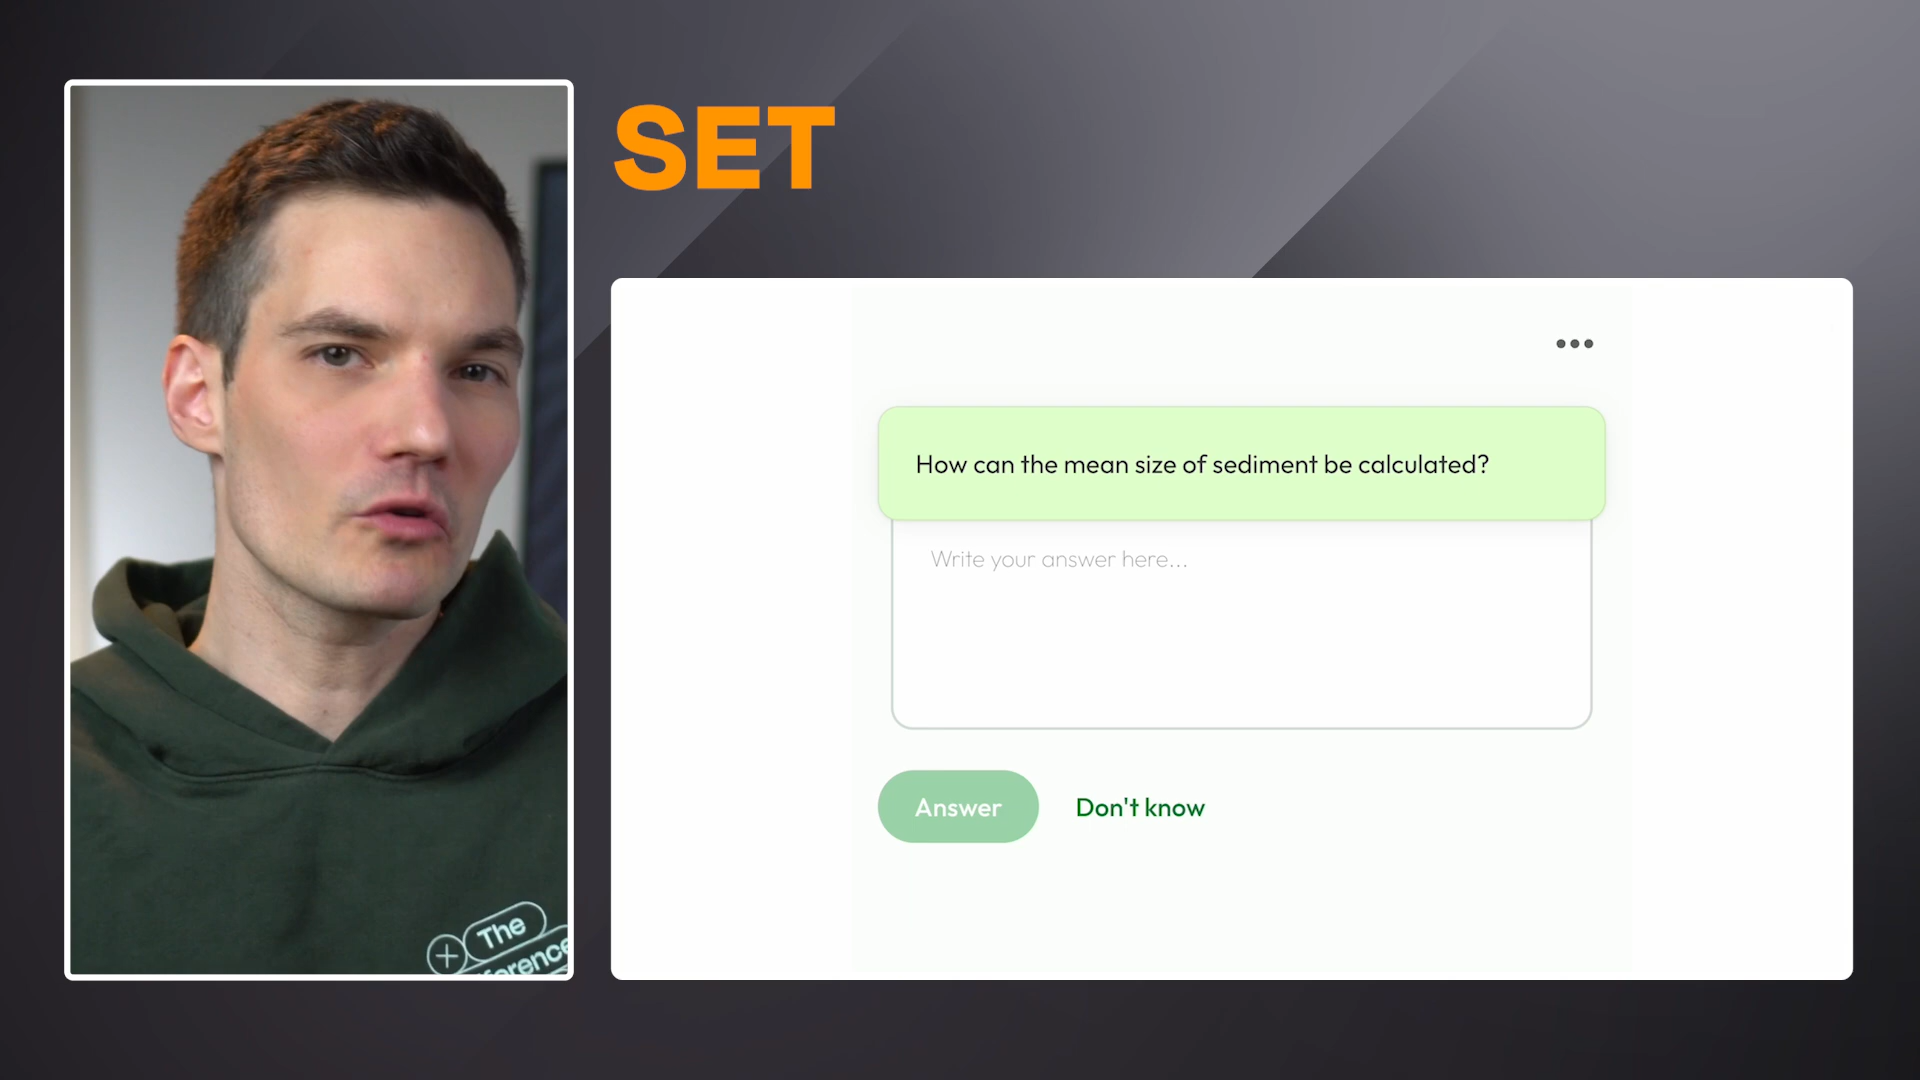 SET
How can the mean size of sediment be calculated?
Write your answer here...
Answer
Don't know
The